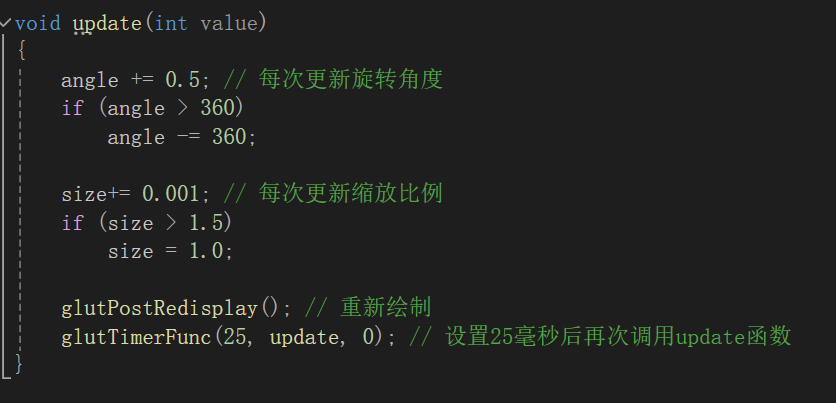 void update(int value)
{
angle += 0.5; // 每次更新旋转角度
if (angle > 360)
angle -= 360;
size+= 0.001; // 每次更新缩放比例
if (size > 1.5)
size = 1.0;
glutPostRedisplay(); // 重新绘制
glutTimerFunc(25, update, 0); // 设置25毫秒后再次调用update函数
}